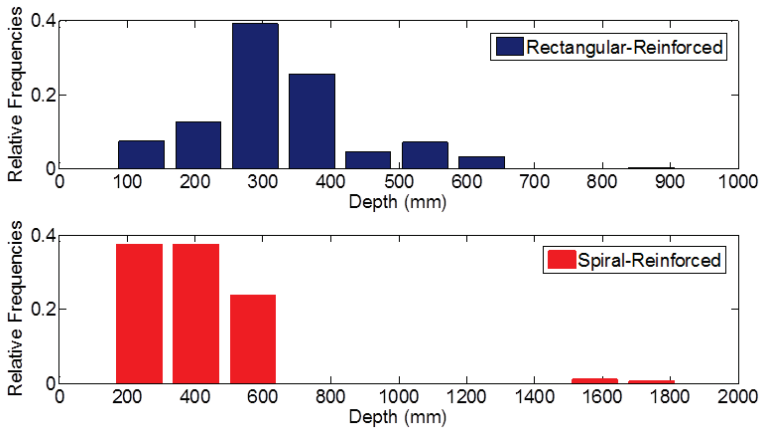 Relative Frequencies
0.4
0.2
0
Rectangular-Reinforced
0 100 200 300 400 500 600 700 800 900 1000
Depth (mm)
Relative Frequencies
0.4
0.2
0
Spiral-Reinforced
0 200 400 600 800 1000 1200 1400 1600 1800 2000
Depth (mm)